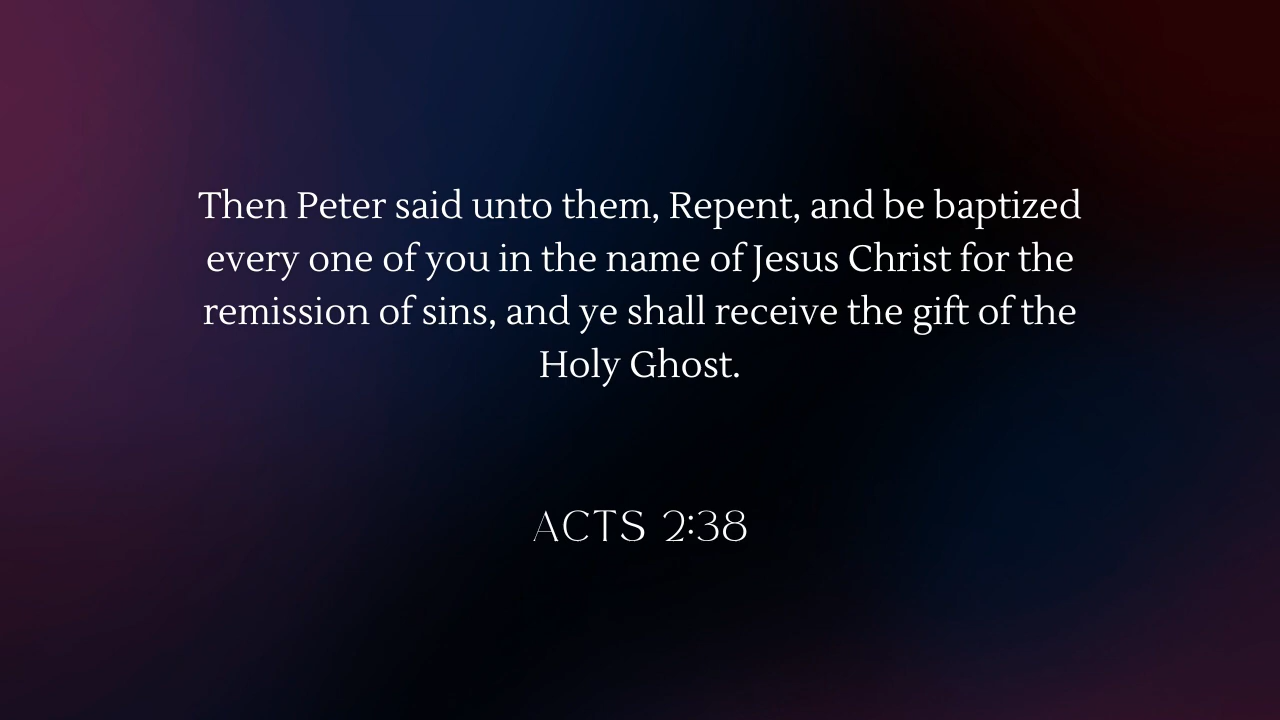 Then Peter said unto them, Repent, and be baptized
every one of you in the name of Jesus Christ for the
remission of sins, and ye shall receive the gift of the
Holy Ghost.
ACTS 2:38